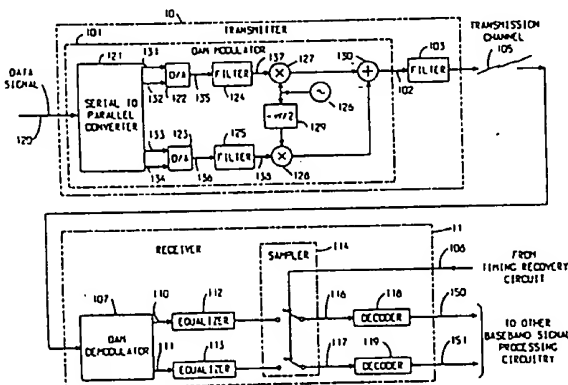 10
TRANSMITTER
101
QAM MODULATOR
TRANSMISSION
CHANNEL
105
121
131
D/A
FILTER
137
127
130
103
FILTER
DATA
SIGNAL
SERIAL TO
PARALLEL
CONVERTER
132
122
135
124
102
126
-π/2
129
120
133
123
125
D/A
FILTER
134
136
138
128
RECEIVER
114
11
106
SAMPLER
FROM
TIMING RECOVERY
CIRCUIT
107
110
112
EQUALIZER
116
118
DECODER
150
QAM
DEMODULATOR
111
113
EQUALIZER
117
119
DECODER
151
TO OTHER
BASEBAND SIGNAL
PROCESSING
CIRCUITRY